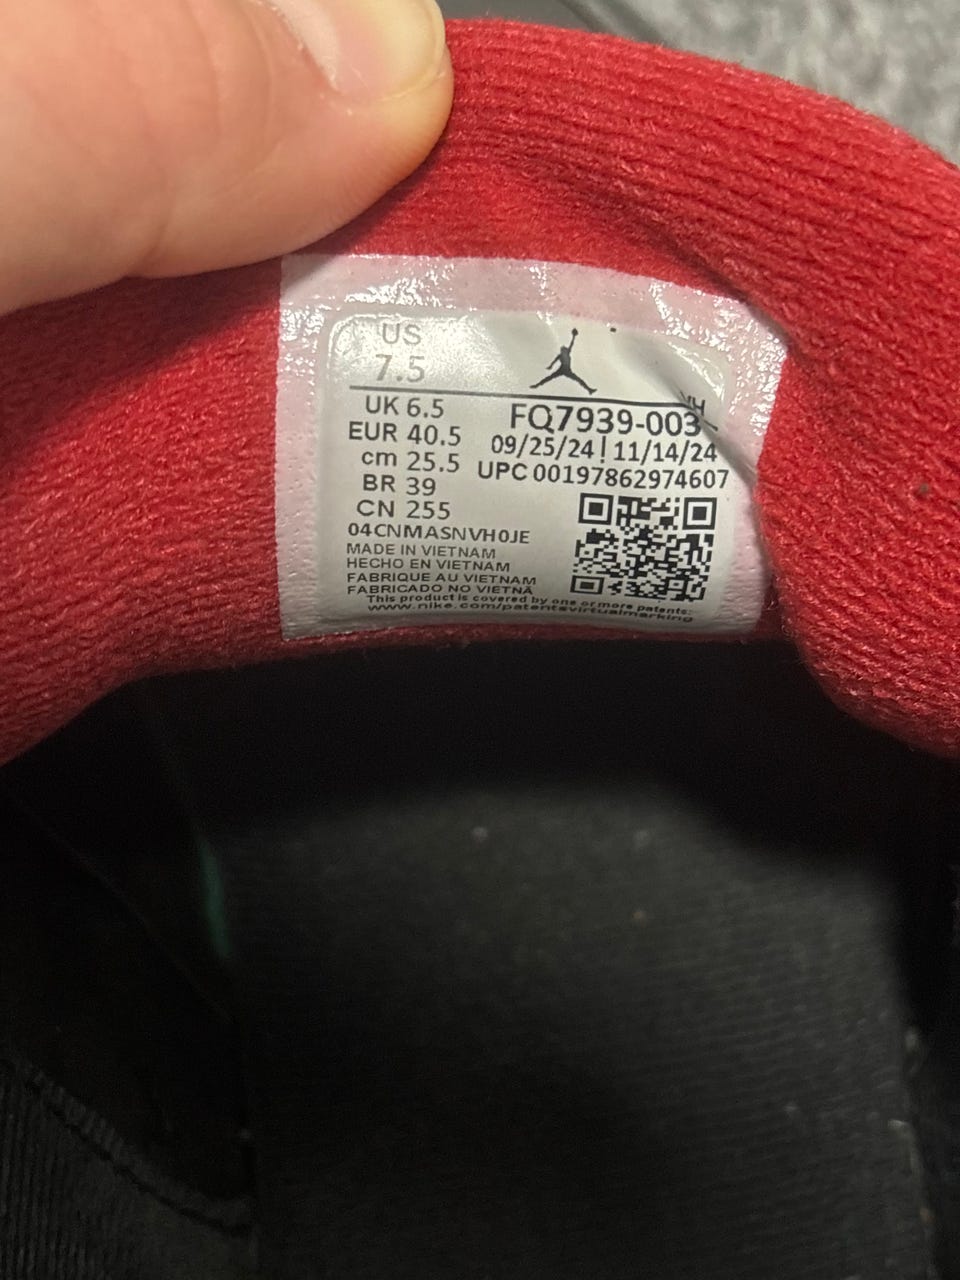 US
7.5
VH
UK 6.5
FQ7939-003
EUR 40.5
09/25/24 | 11/14/24
cm 25.5
UPC 00197862974607
BR 39
CN 255
04CNMASNVH0JE
MADE IN VIETNAM
HECHO EN VIETNAM
FABRIQUE AU VIETNAM
FABRICADO NO VIETNÃ
This product is covered by one or more patents:
www.nike.com/patentsvirtualmarking